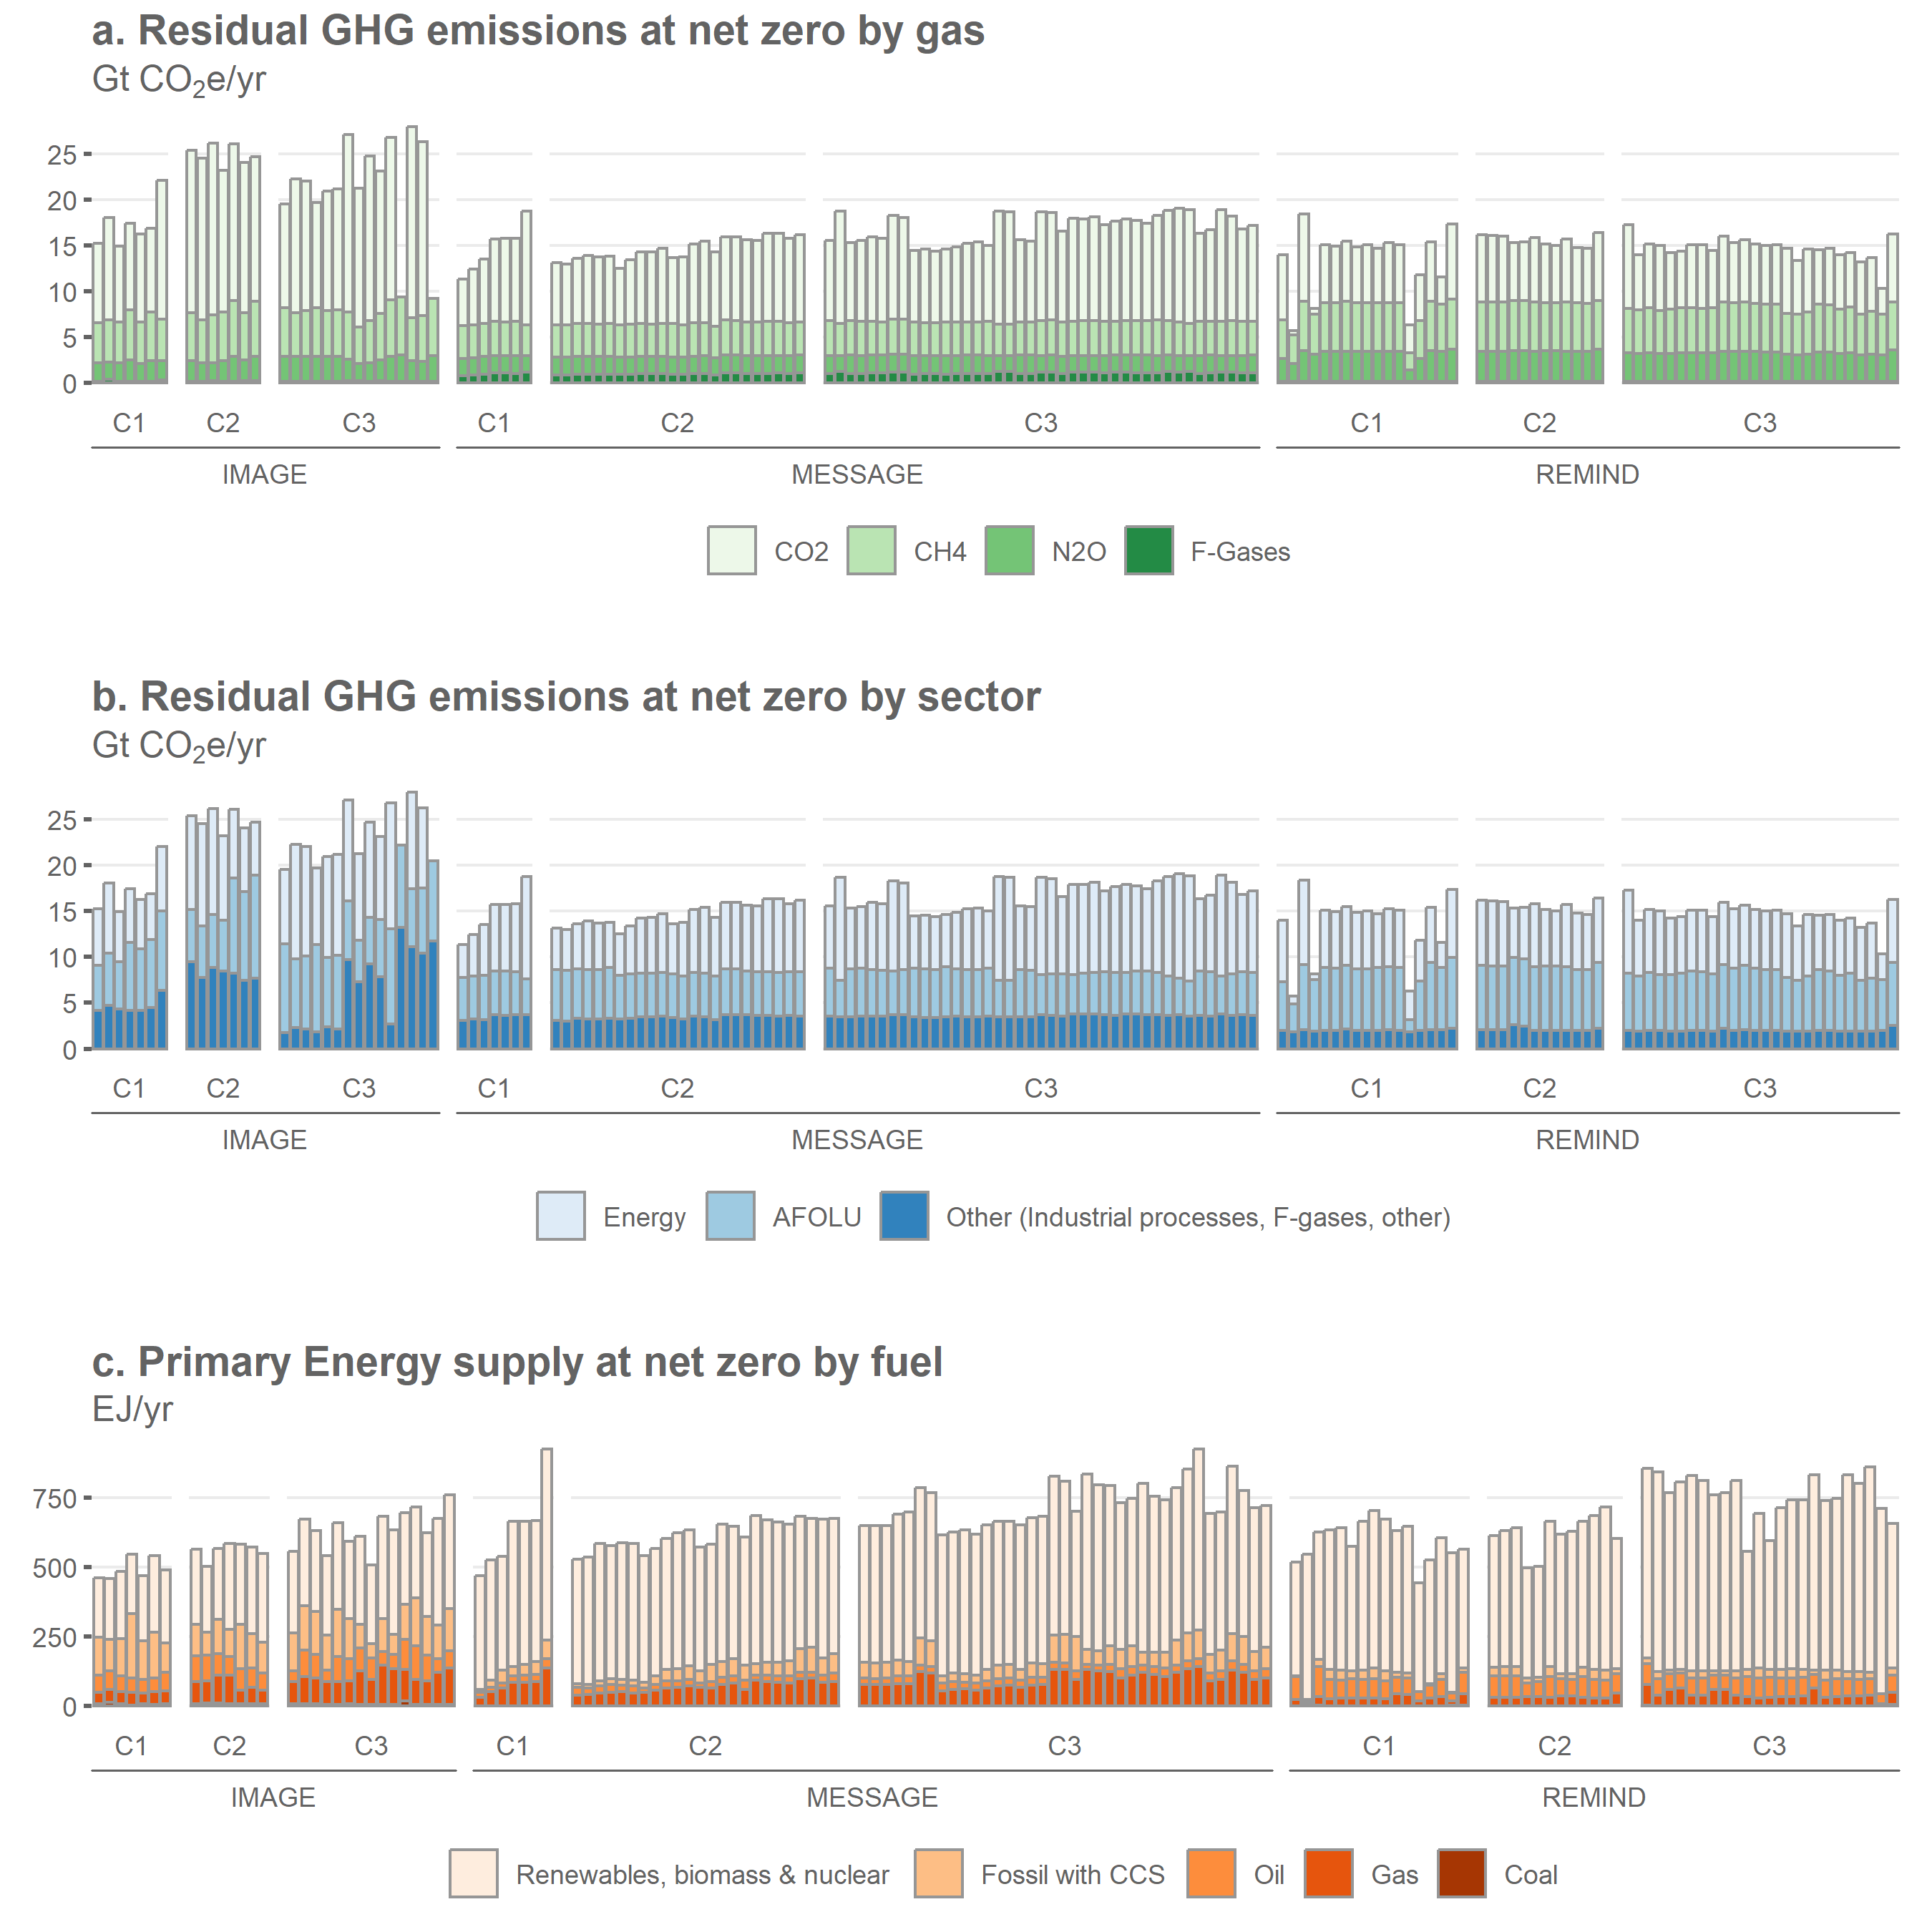 a. Residual GHG emissions at net zero by gas
Gt CO₂e/yr
25
20
15
10
5
0
C1 C2 C3 C1 C2 C3 C1 C2 C3
IMAGE MESSAGE REMIND
CO2 CH4 N2O F-Gases
b. Residual GHG emissions at net zero by sector
Gt CO₂e/yr
25
20
15
10
5
0
C1 C2 C3 C1 C2 C3 C1 C2 C3
IMAGE MESSAGE REMIND
Energy AFOLU Other (Industrial processes, F-gases, other)
c. Primary Energy supply at net zero by fuel
EJ/yr
750
500
250
0
C1 C2 C3 C1 C2 C3 C1 C2 C3
IMAGE MESSAGE REMIND
Renewables, biomass & nuclear Fossil with CCS Oil Gas Coal